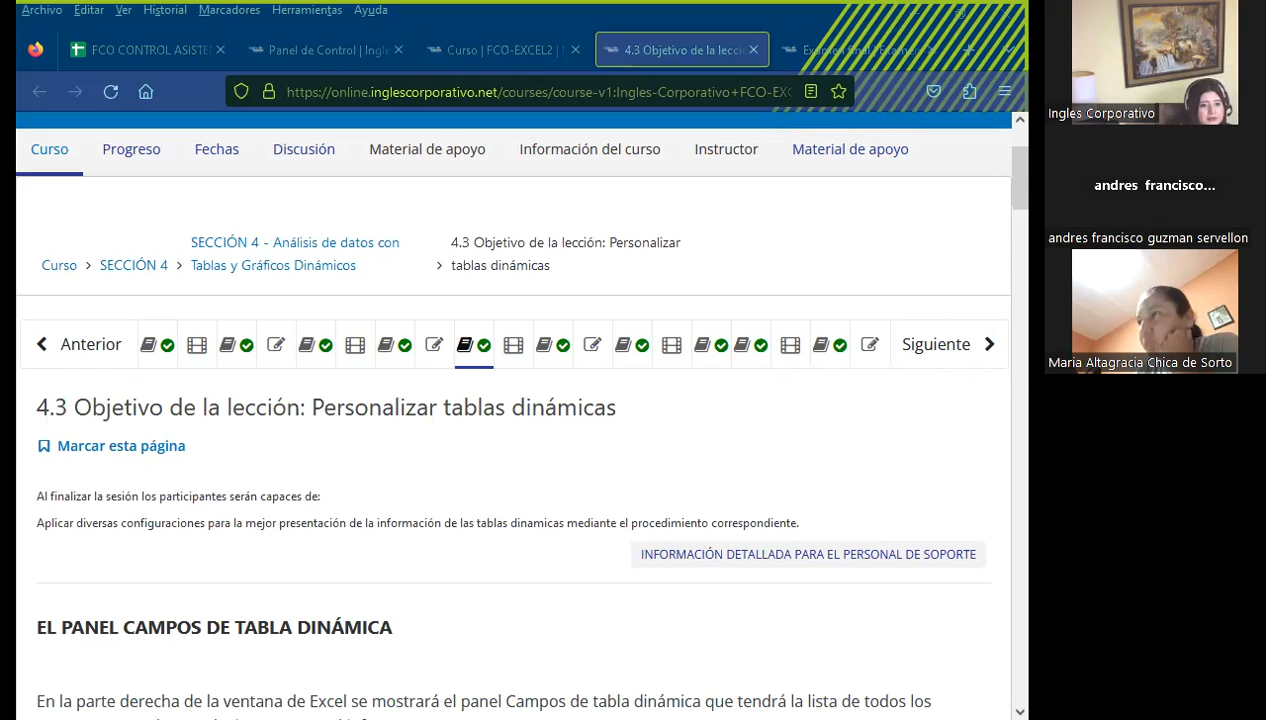 Archivo Editar Ver Historial Marcadores Herramientas Ayuda
FCO CONTROL ASISTE
Panel de Control | Ingle
Curso | FCO-EXCEL2 |
4.3 Objetivo de la lecci
Examen final | Examen
https://online.inglescorporativo.net/courses/course-v1:Ingles-Corporativo+FCO-EXC
Curso Progreso Fechas Discusión Material de apoyo Información del curso Instructor Material de apoyo
SECCIÓN 4 - Análisis de datos con
4.3 Objetivo de la lección: Personalizar
Curso > SECCIÓN 4 > Tablas y Gráficos Dinámicos > tablas dinámicas
Anterior
Siguiente
4.3 Objetivo de la lección: Personalizar tablas dinámicas
Marcar esta página
Al finalizar la sesión los participantes serán capaces de:
Aplicar diversas configuraciones para la mejor presentación de la información de las tablas dinamicas mediante el procedimiento correspondiente.
INFORMACIÓN DETALLADA PARA EL PERSONAL DE SOPORTE
EL PANEL CAMPOS DE TABLA DINÁMICA
En la parte derecha de la ventana de Excel se mostrará el panel Campos de tabla dinámica que tendrá la lista de todos los
Ingles Corporativo
andres francisco...
andres francisco guzman servellon
Maria Altagracia Chica de Sorto